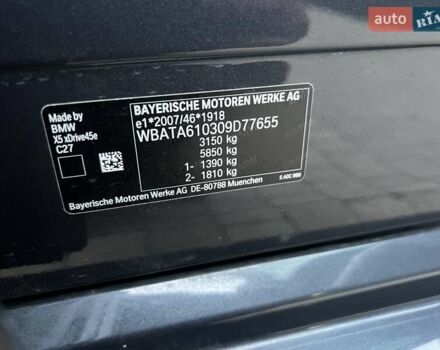 auto RIA
Made by
BMW
X5 xDrive45e
C27
BAYERISCHE MOTOREN WERKE AG
e1*2007/46*1918
WBATA610309D77655
3150 kg
5850 kg
1- 1390 kg
2- 1810 kg
Bayerische Motoren Werke AG DE-80788 Muenchen